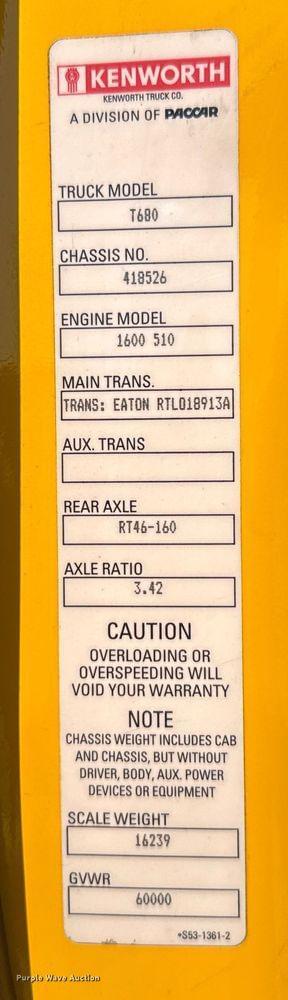 KENWORTH
KENWORTH TRUCK CO.
A DIVISION OF PACCAR
TRUCK MODEL
T680
CHASSIS NO.
418526
ENGINE MODEL
1600 510
MAIN TRANS.
TRANS: EATON RTLO18913A
AUX. TRANS
REAR AXLE
RT46-160
AXLE RATIO
3.42
CAUTION
OVERLOADING OR
OVERSPEEDING WILL
VOID YOUR WARRANTY
NOTE
CHASSIS WEIGHT INCLUDES CAB
AND CHASSIS, BUT WITHOUT
DRIVER, BODY, AUX. POWER
DEVICES OR EQUIPMENT
SCALE WEIGHT
16239
GVWR
60000
*S53-1361-2
Purple Wave Auction